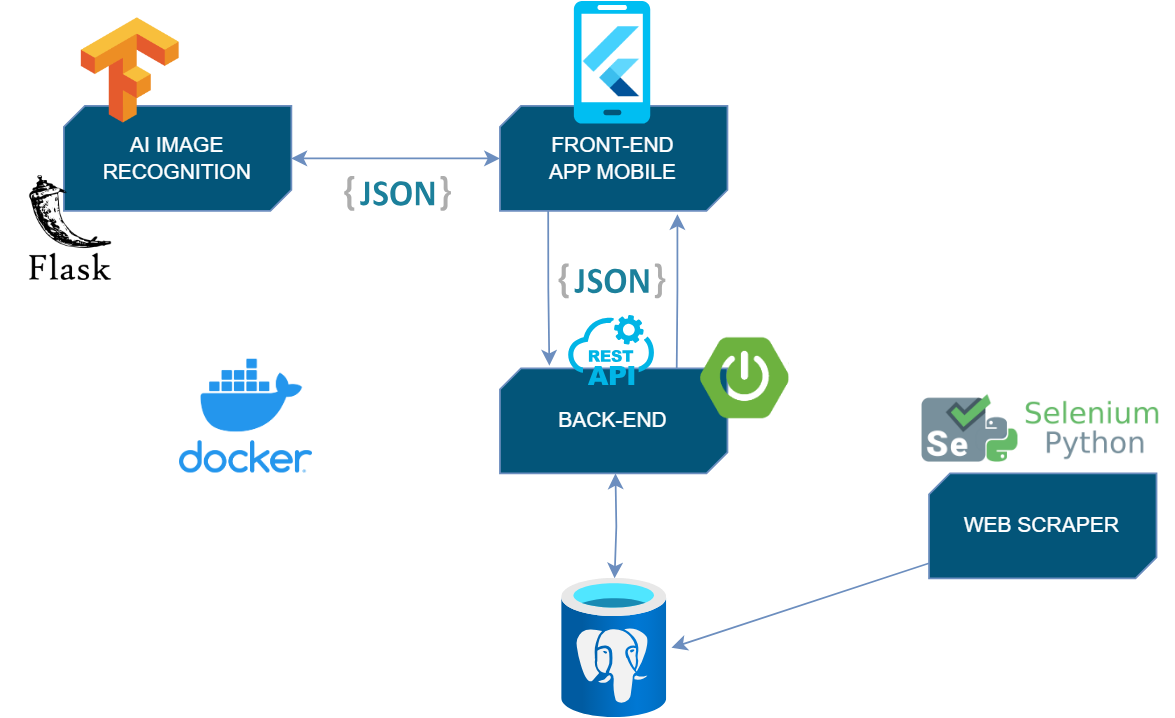 AI IMAGE
RECOGNITION
FRONT-END
APP MOBILE
{JSON}
Flask
{JSON}
REST
API
BACK-END
docker
Se
Selenium
Python
WEB SCRAPER